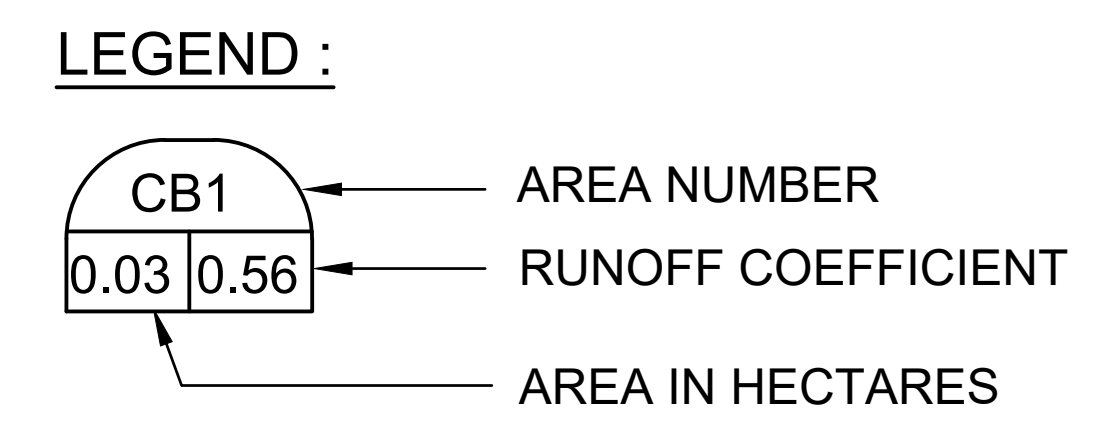 LEGEND :
CB1
AREA NUMBER
0.03 0.56
RUNOFF COEFFICIENT
AREA IN HECTARES